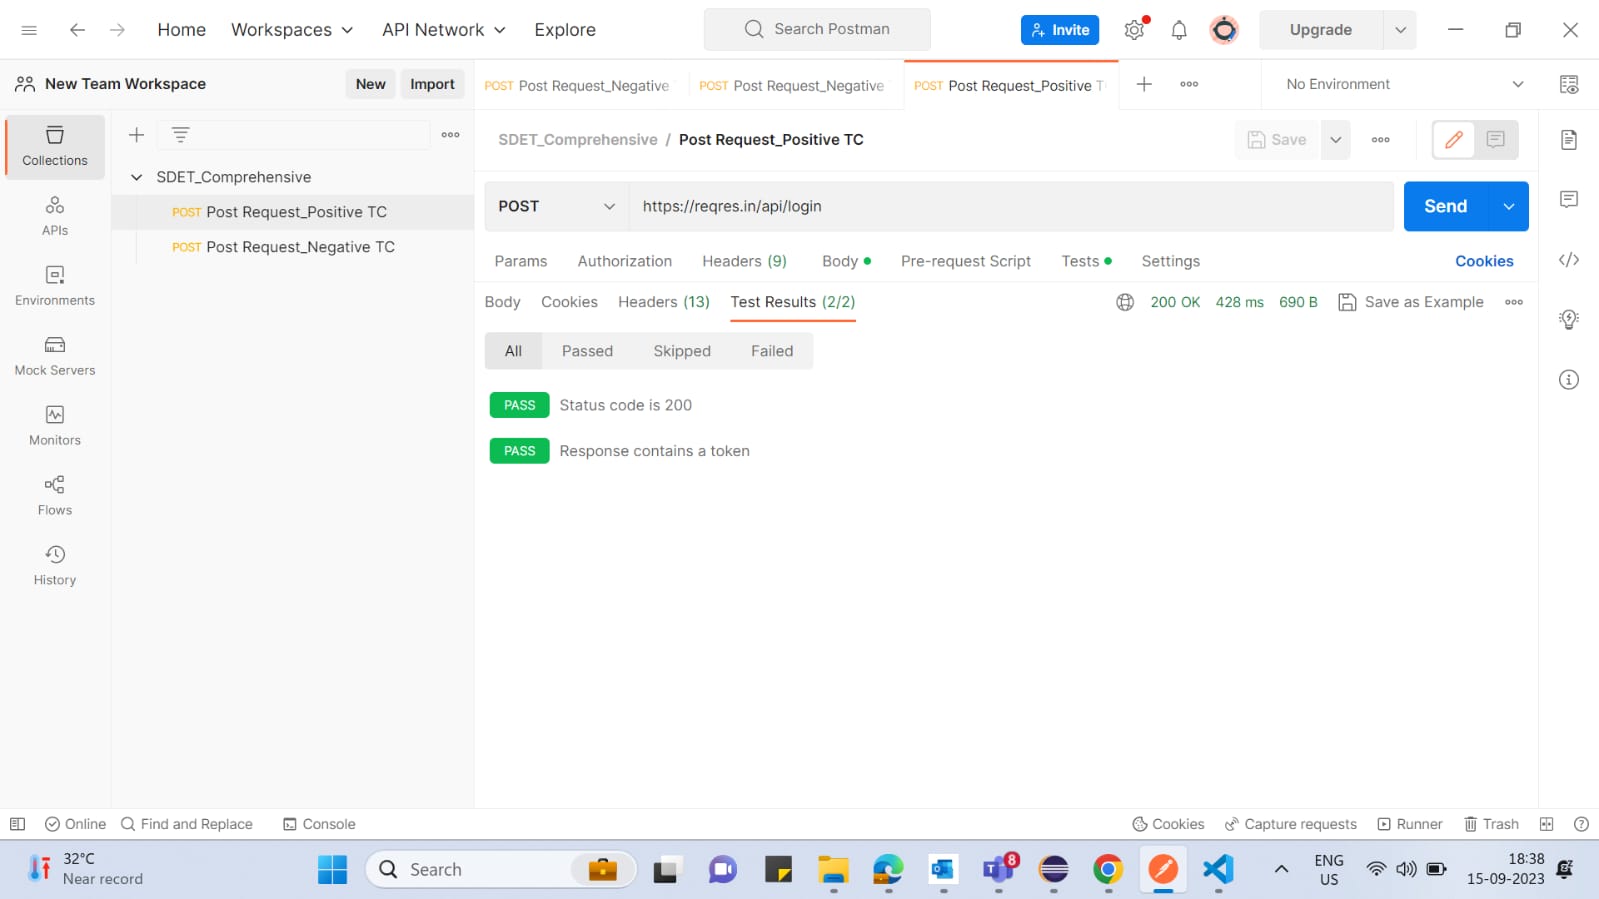 Home Workspaces API Network Explore Search Postman Invite Upgrade
New Team Workspace New Import POST Post Request_Negative POST Post Request_Negative POST Post Request_Positive T No Environment
SDET_Comprehensive / Post Request_Positive TC Save
Collections
SDET_Comprehensive
POST Post Request_Positive TC
POST Post Request_Negative TC
APIs
Environments
Mock Servers
Monitors
Flows
History
POST https://reqres.in/api/login Send
Params Authorization Headers (9) Body Pre-request Script Tests Settings Cookies
Body Cookies Headers (13) Test Results (2/2) 200 OK 428 ms 690 B Save as Example
All Passed Skipped Failed
PASS Status code is 200
PASS Response contains a token
Online Find and Replace Console Cookies Capture requests Runner Trash
32°C
Near record
Search
8
ENG
US
18:38
15-09-2023